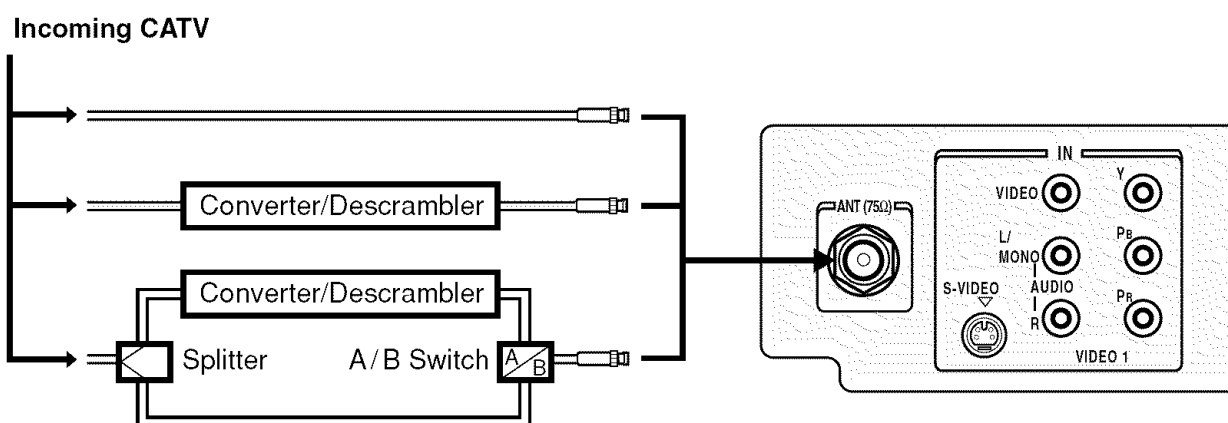 Incoming CATV
Converter/Descrambler
Converter/Descrambler
Splitter
A/B Switch
A
B
ANT (75Ω)
IN
VIDEO
Y
L/
MONO
PB
AUDIO
S-VIDEO
R
PR
VIDEO 1